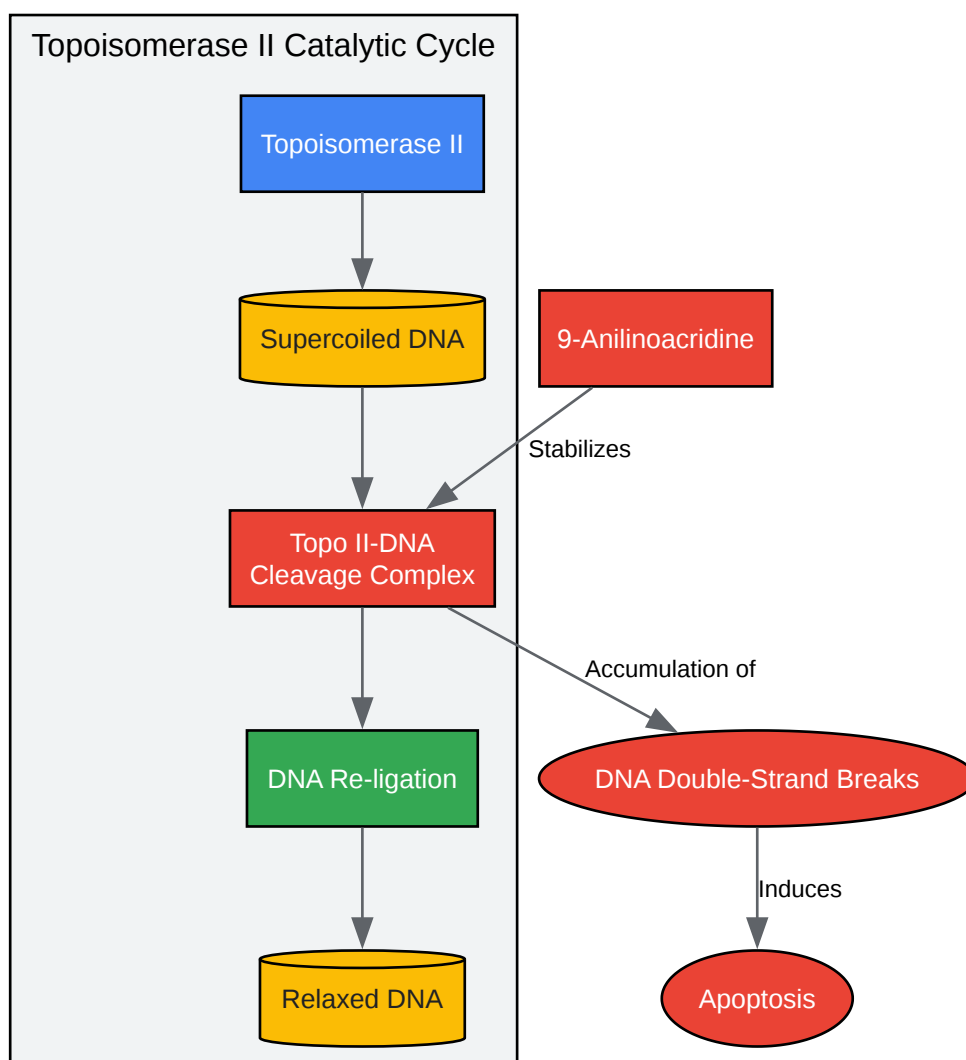 Topoisomerase II Catalytic Cycle
Topoisomerase II
Supercoiled DNA
9-Anilinoacridine
Stabilizes
Topo II-DNA
Cleavage Complex
Accumulation of
DNA Re-ligation
DNA Double-Strand Breaks
Induces
Relaxed DNA
Apoptosis